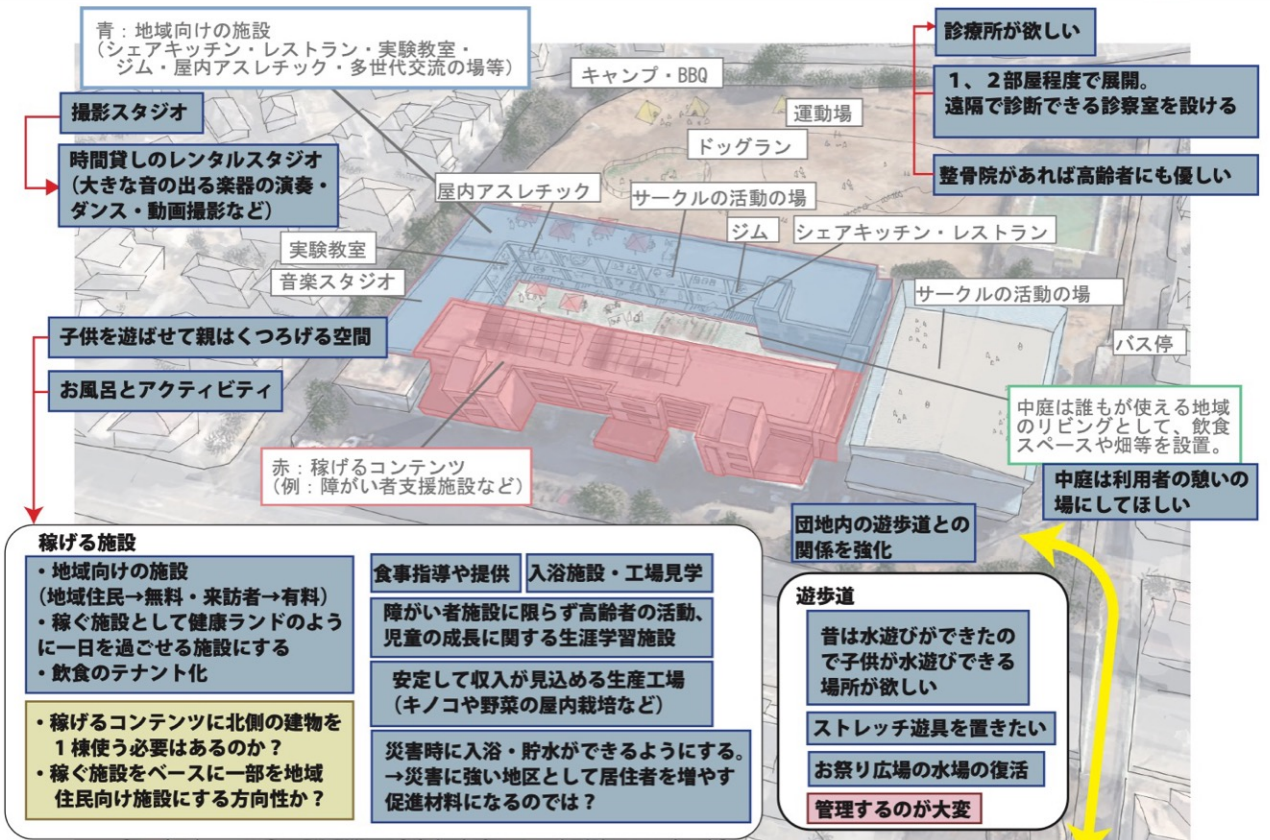 青：地域向けの施設
（シェアキッチン・レストラン・実験教室・
ジム・屋内アスレチック・多世代交流の場等）
撮影スタジオ
時間貸しのレンタルスタジオ
（大きな音の出る楽器の演奏・
ダンス・動画撮影など）
キャンプ・BBQ
運動場
ドッグラン
屋内アスレチック
サークルの活動の場
ジム
シェアキッチン・レストラン
実験教室
音楽スタジオ
サークルの活動の場
バス停
診療所が欲しい
１、２部屋程度で展開。
遠隔で診断できる診察室を設ける
整骨院があれば高齢者にも優しい
子供を遊ばせて親はくつろげる空間
お風呂とアクティビティ
赤：稼げるコンテンツ
（例：障がい者支援施設など）
中庭は誰もが使える地域
のリビングとして、飲食
スペースや畑等を設置。
中庭は利用者の憩いの
場にしてほしい
団地内の遊歩道との
関係を強化
稼げる施設
・地域向けの施設
（地域住民→無料・来訪者→有料）
・稼ぐ施設として健康ランドのよう
に一日を過ごせる施設にする
・飲食のテナント化
・稼げるコンテンツに北側の建物を
１棟使う必要はあるのか？
・稼ぐ施設をベースに一部を地域
住民向け施設にする方向性か？
食事指導や提供
入浴施設・工場見学
障がい者施設に限らず高齢者の活動、
児童の成長に関する生涯学習施設
安定して収入が見込める生産工場
（キノコや野菜の屋内栽培など）
災害時に入浴・貯水ができるようにする。
→災害に強い地区として居住者を増やす
促進材料になるのでは？
遊歩道
昔は水遊びができたの
で子供が水遊びできる
場所が欲しい
ストレッチ遊具を置きたい
お祭り広場の水場の復活
管理するのが大変